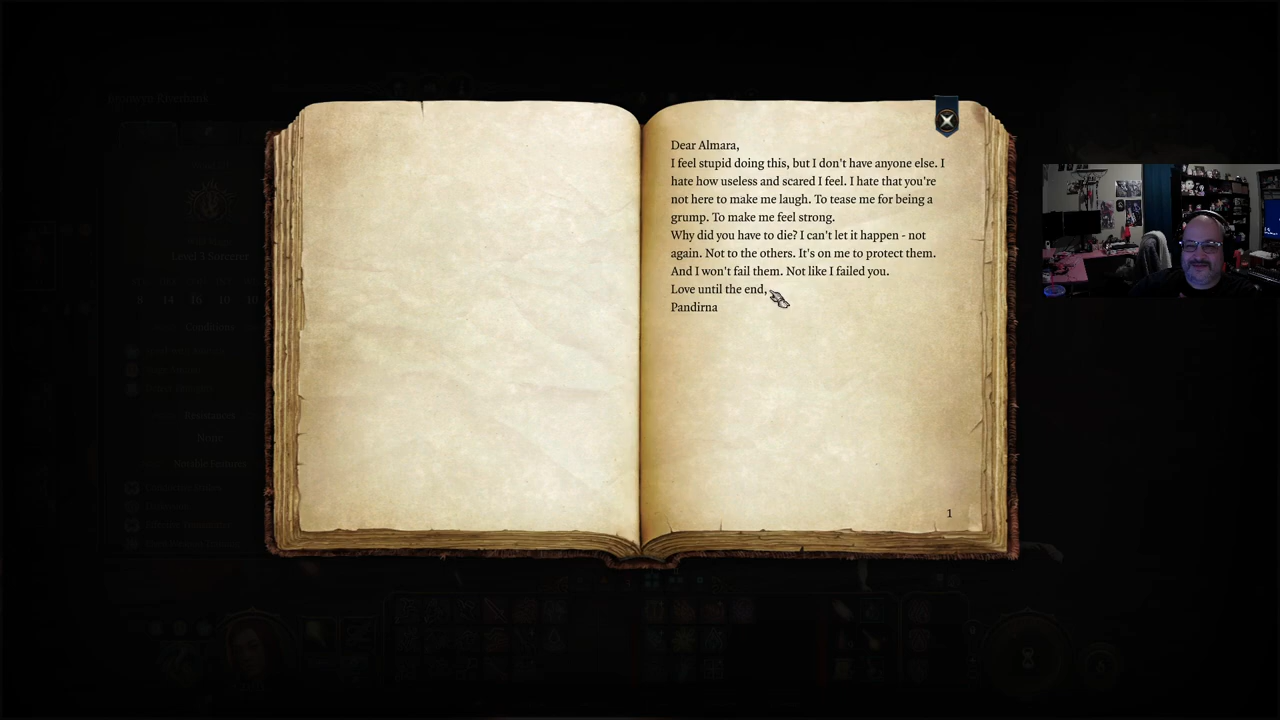 Dear Almara,
I feel stupid doing this, but I don't have anyone else. I
hate how useless and scared I feel. I hate that you're
not here to make me laugh. To tease me for being a
grump. To make me feel strong.
Why did you have to die? I can't let it happen - not
again. Not to the others. It's on me to protect them.
And I won't fail them. Not like I failed you.
Love until the end,
Pandirna
1
Level 3 Sorcerer